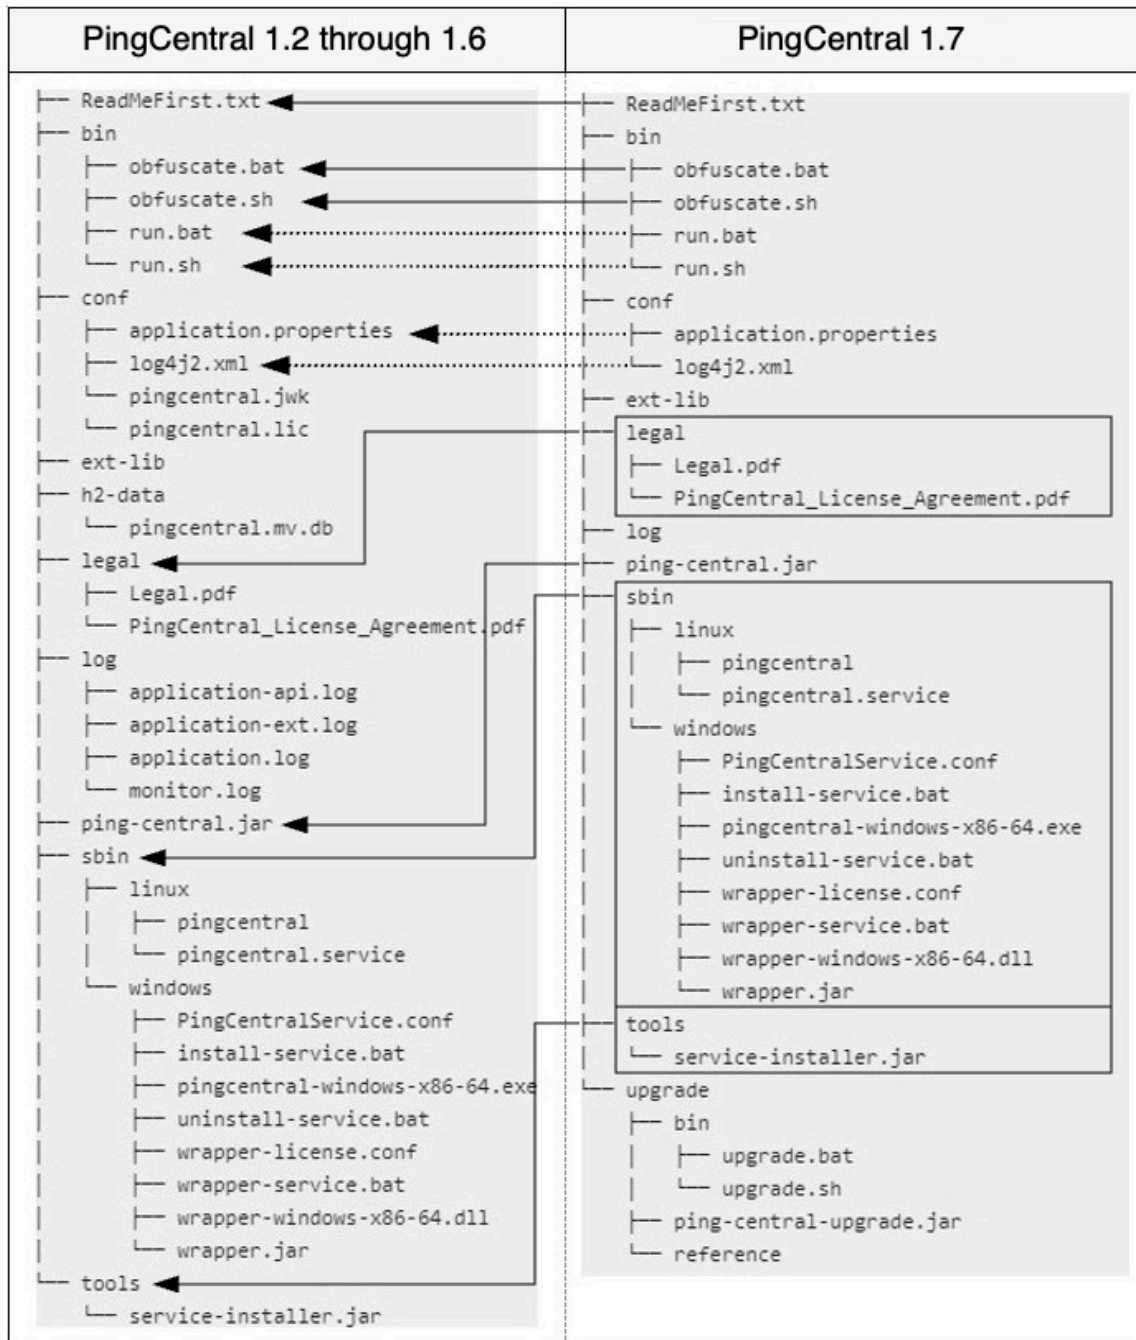 PingCentral 1.2 through 1.6
ReadMeFirst.txt
bin
obfuscate.bat
obfuscate.sh
run.bat
run.sh
conf
application.properties
log4j2.xml
pingcentral.jwk
pingcentral.lic
ext-lib
h2-data
pingcentral.mv.db
legal
Legal.pdf
PingCentral_License_Agreement.pdf
log
application-api.log
application-ext.log
application.log
monitor.log
ping-central.jar
sbin
linux
pingcentral
pingcentral.service
windows
PingCentralService.conf
install-service.bat
pingcentral-windows-x86-64.exe
uninstall-service.bat
wrapper-license.conf
wrapper-service.bat
wrapper-windows-x86-64.dll
wrapper.jar
tools
service-installer.jar
PingCentral 1.7
ReadMeFirst.txt
bin
obfuscate.bat
obfuscate.sh
run.bat
run.sh
conf
application.properties
log4j2.xml
ext-lib
legal
Legal.pdf
PingCentral_License_Agreement.pdf
log
ping-central.jar
sbin
linux
pingcentral
pingcentral.service
windows
PingCentralService.conf
install-service.bat
pingcentral-windows-x86-64.exe
uninstall-service.bat
wrapper-license.conf
wrapper-service.bat
wrapper-windows-x86-64.dll
wrapper.jar
tools
service-installer.jar
upgrade
bin
upgrade.bat
upgrade.sh
ping-central-upgrade.jar
reference